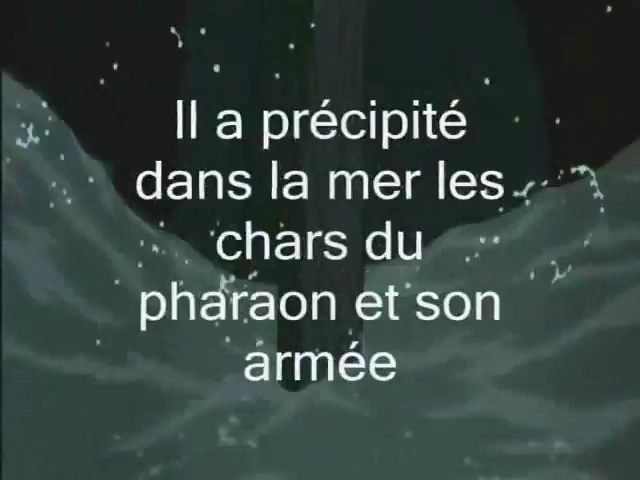 Il a précipité
dans la mer les
chars du
pharaon et son
armée